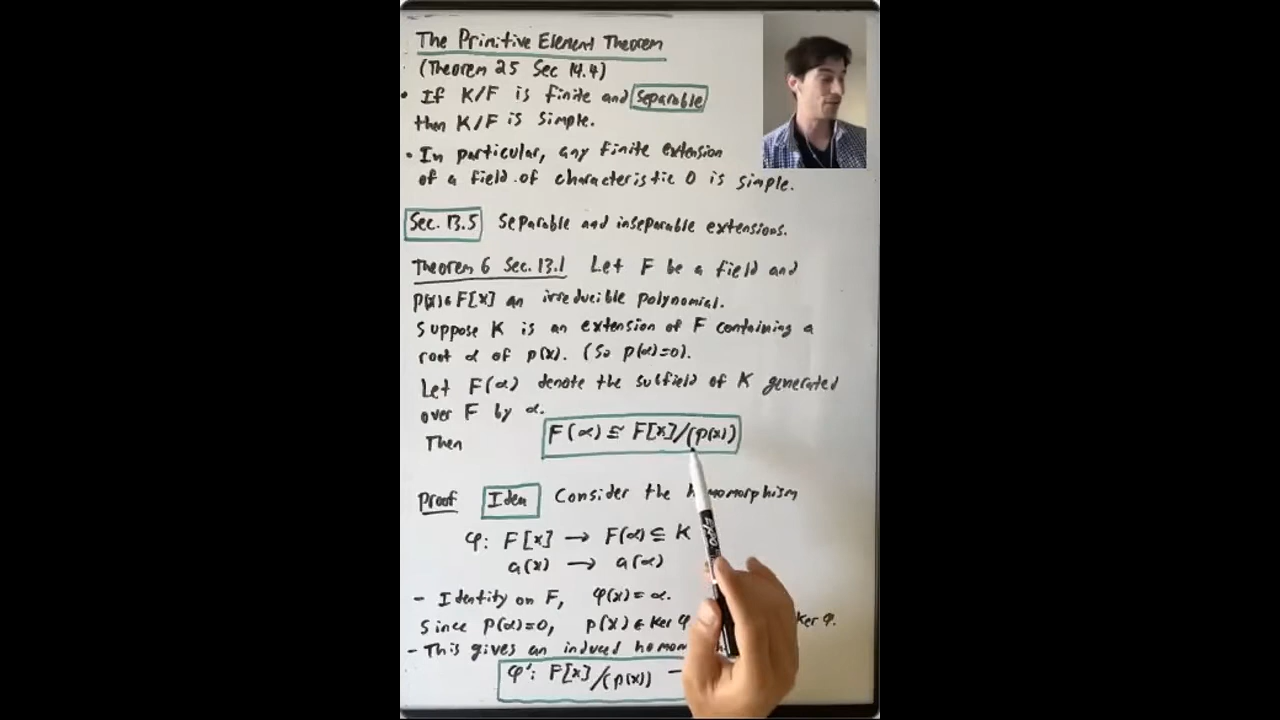 The Primitive Element Theorem
(Theorem 25 Sec 14.4)
• If K/F is finite and separable
then K/F is simple.
• In particular, any finite extension
of a field of characteristic 0 is simple.
Sec. 13.5 Separable and inseparable extensions.
Theorem 6 Sec. 13.1 Let F be a field and
p(x)∈F[x] an irreducible polynomial.
Suppose K is an extension of F containing a
root α of p(x). (So p(α)=0).
Let F(α) denote the subfield of K generated
over F by α.
Then F(α) ≅ F[x]/(p(x))
Proof Idea Consider the homomorphism
φ: F[x] → F(α) ⊆ K
a(x) → a(α)
- Identity on F, φ(x)=α.
Since p(α)=0, p(x)∈ ker φ ker φ.
- This gives an induced homom
φ': F[x]/(p(x)) →
EXPO